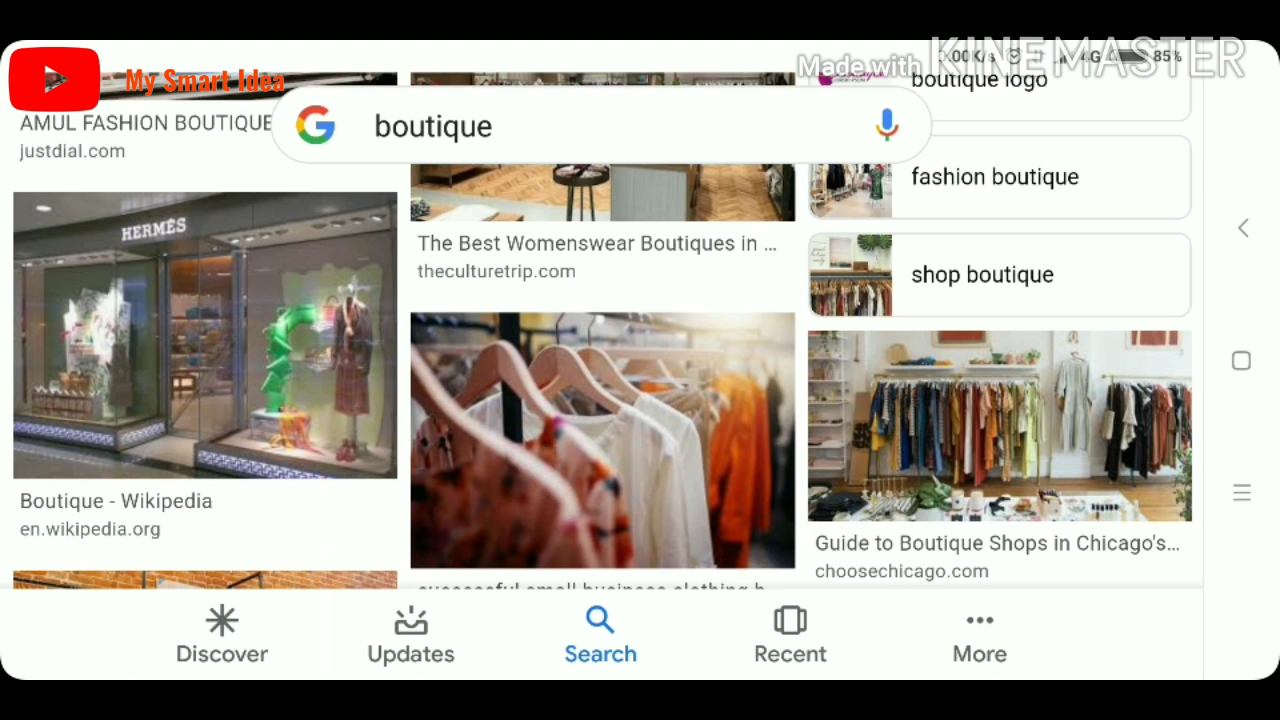 My Smart Idea
Made with KINEMASTER
4G 85%
boutique
AMUL FASHION BOUTIQUE
justdial.com
HERMÈS
Boutique - Wikipedia
en.wikipedia.org
The Best Womenswear Boutiques in ...
theculturetrip.com
boutique logo
fashion boutique
shop boutique
Guide to Boutique Shops in Chicago's...
choosechicago.com
Discover
Updates
Search
Recent
More